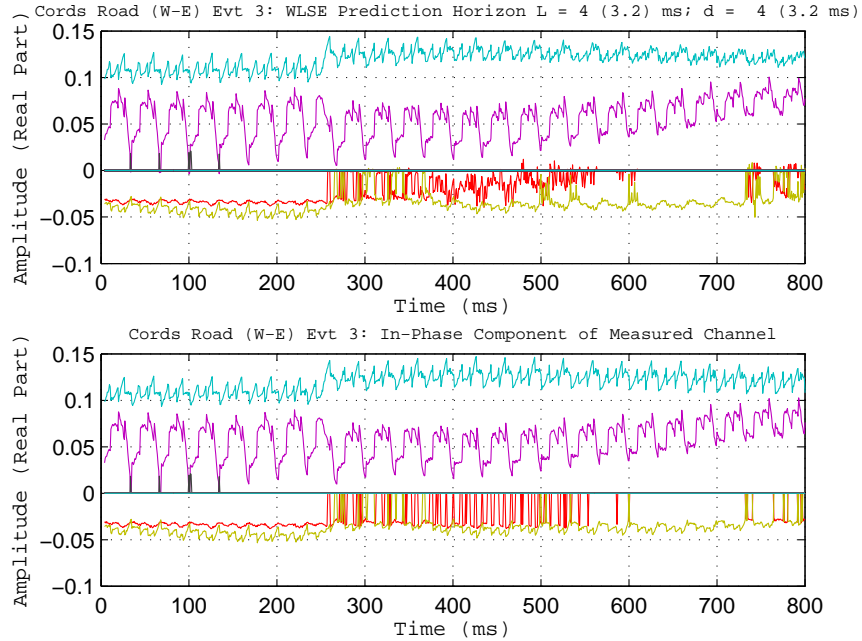 Cords Road (W-E) Evt 3: WLSE Prediction Horizon L = 4 (3.2) ms; d =  4 (3.2 ms)
0.15
0.1
0.05
0
−0.05
−0.1
Amplitude (Real Part)
0 100 200 300 400 500 600 700 800
Time (ms)
Cords Road (W-E) Evt 3: In-Phase Component of Measured Channel
0.15
0.1
0.05
0
−0.05
−0.1
Amplitude (Real Part)
0 100 200 300 400 500 600 700 800
Time (ms)